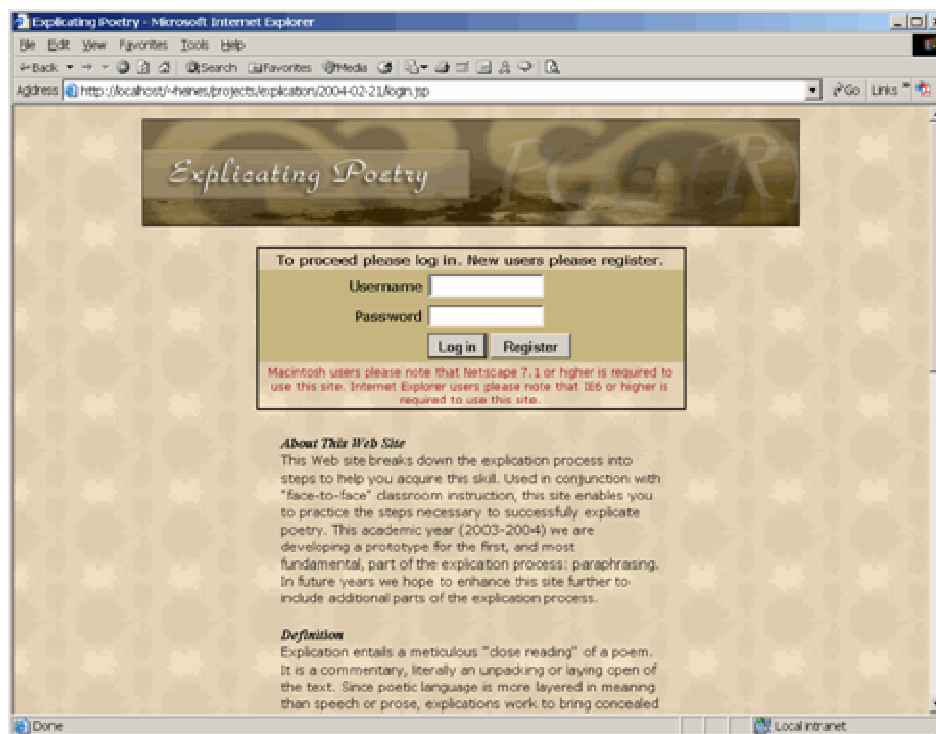 Explicating Poetry - Microsoft Internet Explorer
File Edit View Favorites Tools Help
Back Search Favorites Media
Address http://localhost/~heines/projects/explication/2004-02-21/login.jsp Go Links »
Explicating Poetry POETRY
To proceed please log in. New users please register.
Username
Password
Log in Register
Macintosh users please note that Netscape 7.1 or higher is required to
use this site. Internet Explorer users please note that IE6 or higher is
required to use this site.
About This Web Site
This Web site breaks down the explication process into
steps to help you acquire this skill. Used in conjunction with
"face-to-face" classroom instruction, this site enables you
to practice the steps necessary to successfully explicate
poetry. This academic year (2003-2004) we are
developing a prototype for the first, and most
fundamental, part of the explication process: paraphrasing.
In future years we hope to enhance this site further to
include additional parts of the explication process.
Definition
Explication entails a meticulous "close reading" of a poem.
It is a commentary, literally an unpacking or laying open of
the text. Since poetic language is more layered in meaning
than speech or prose, explications work to bring concealed
Done Local intranet